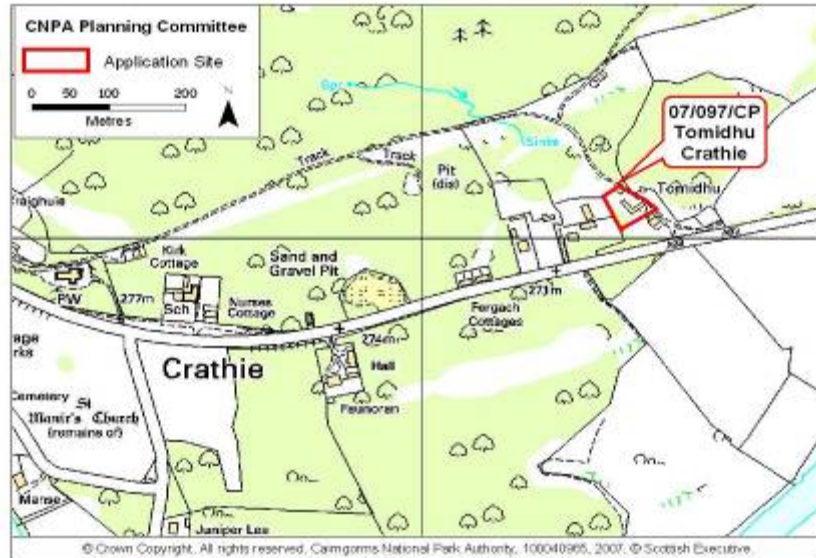 CNPA Planning Committee
Application Site
N
0 50 100 200
Metres
Spr
Sinks
07/097/CP
Tomidhu
Crathie
Track
Track
Pit
(dis)
Tomidhu
Kirk
Cottage
Sand and
Gravel Pit
PW
277m
Sch
Nurses
Cottage
Fergach
Cottages
271m
274m
Hall
Crathie
Cemetery
St
Manir's Church
(remains of)
Manse
Juniper Lea
© Crown Copyright. All rights reserved. Cairngorms National Park Authority, 100040965, 2007. © Scottish Executive.